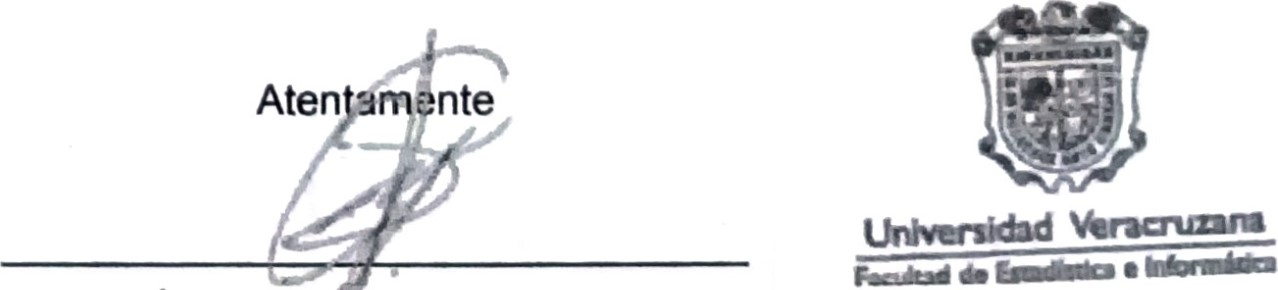 Atentamente
Universidad Veracruzana
Facultad de Estadística e Informática